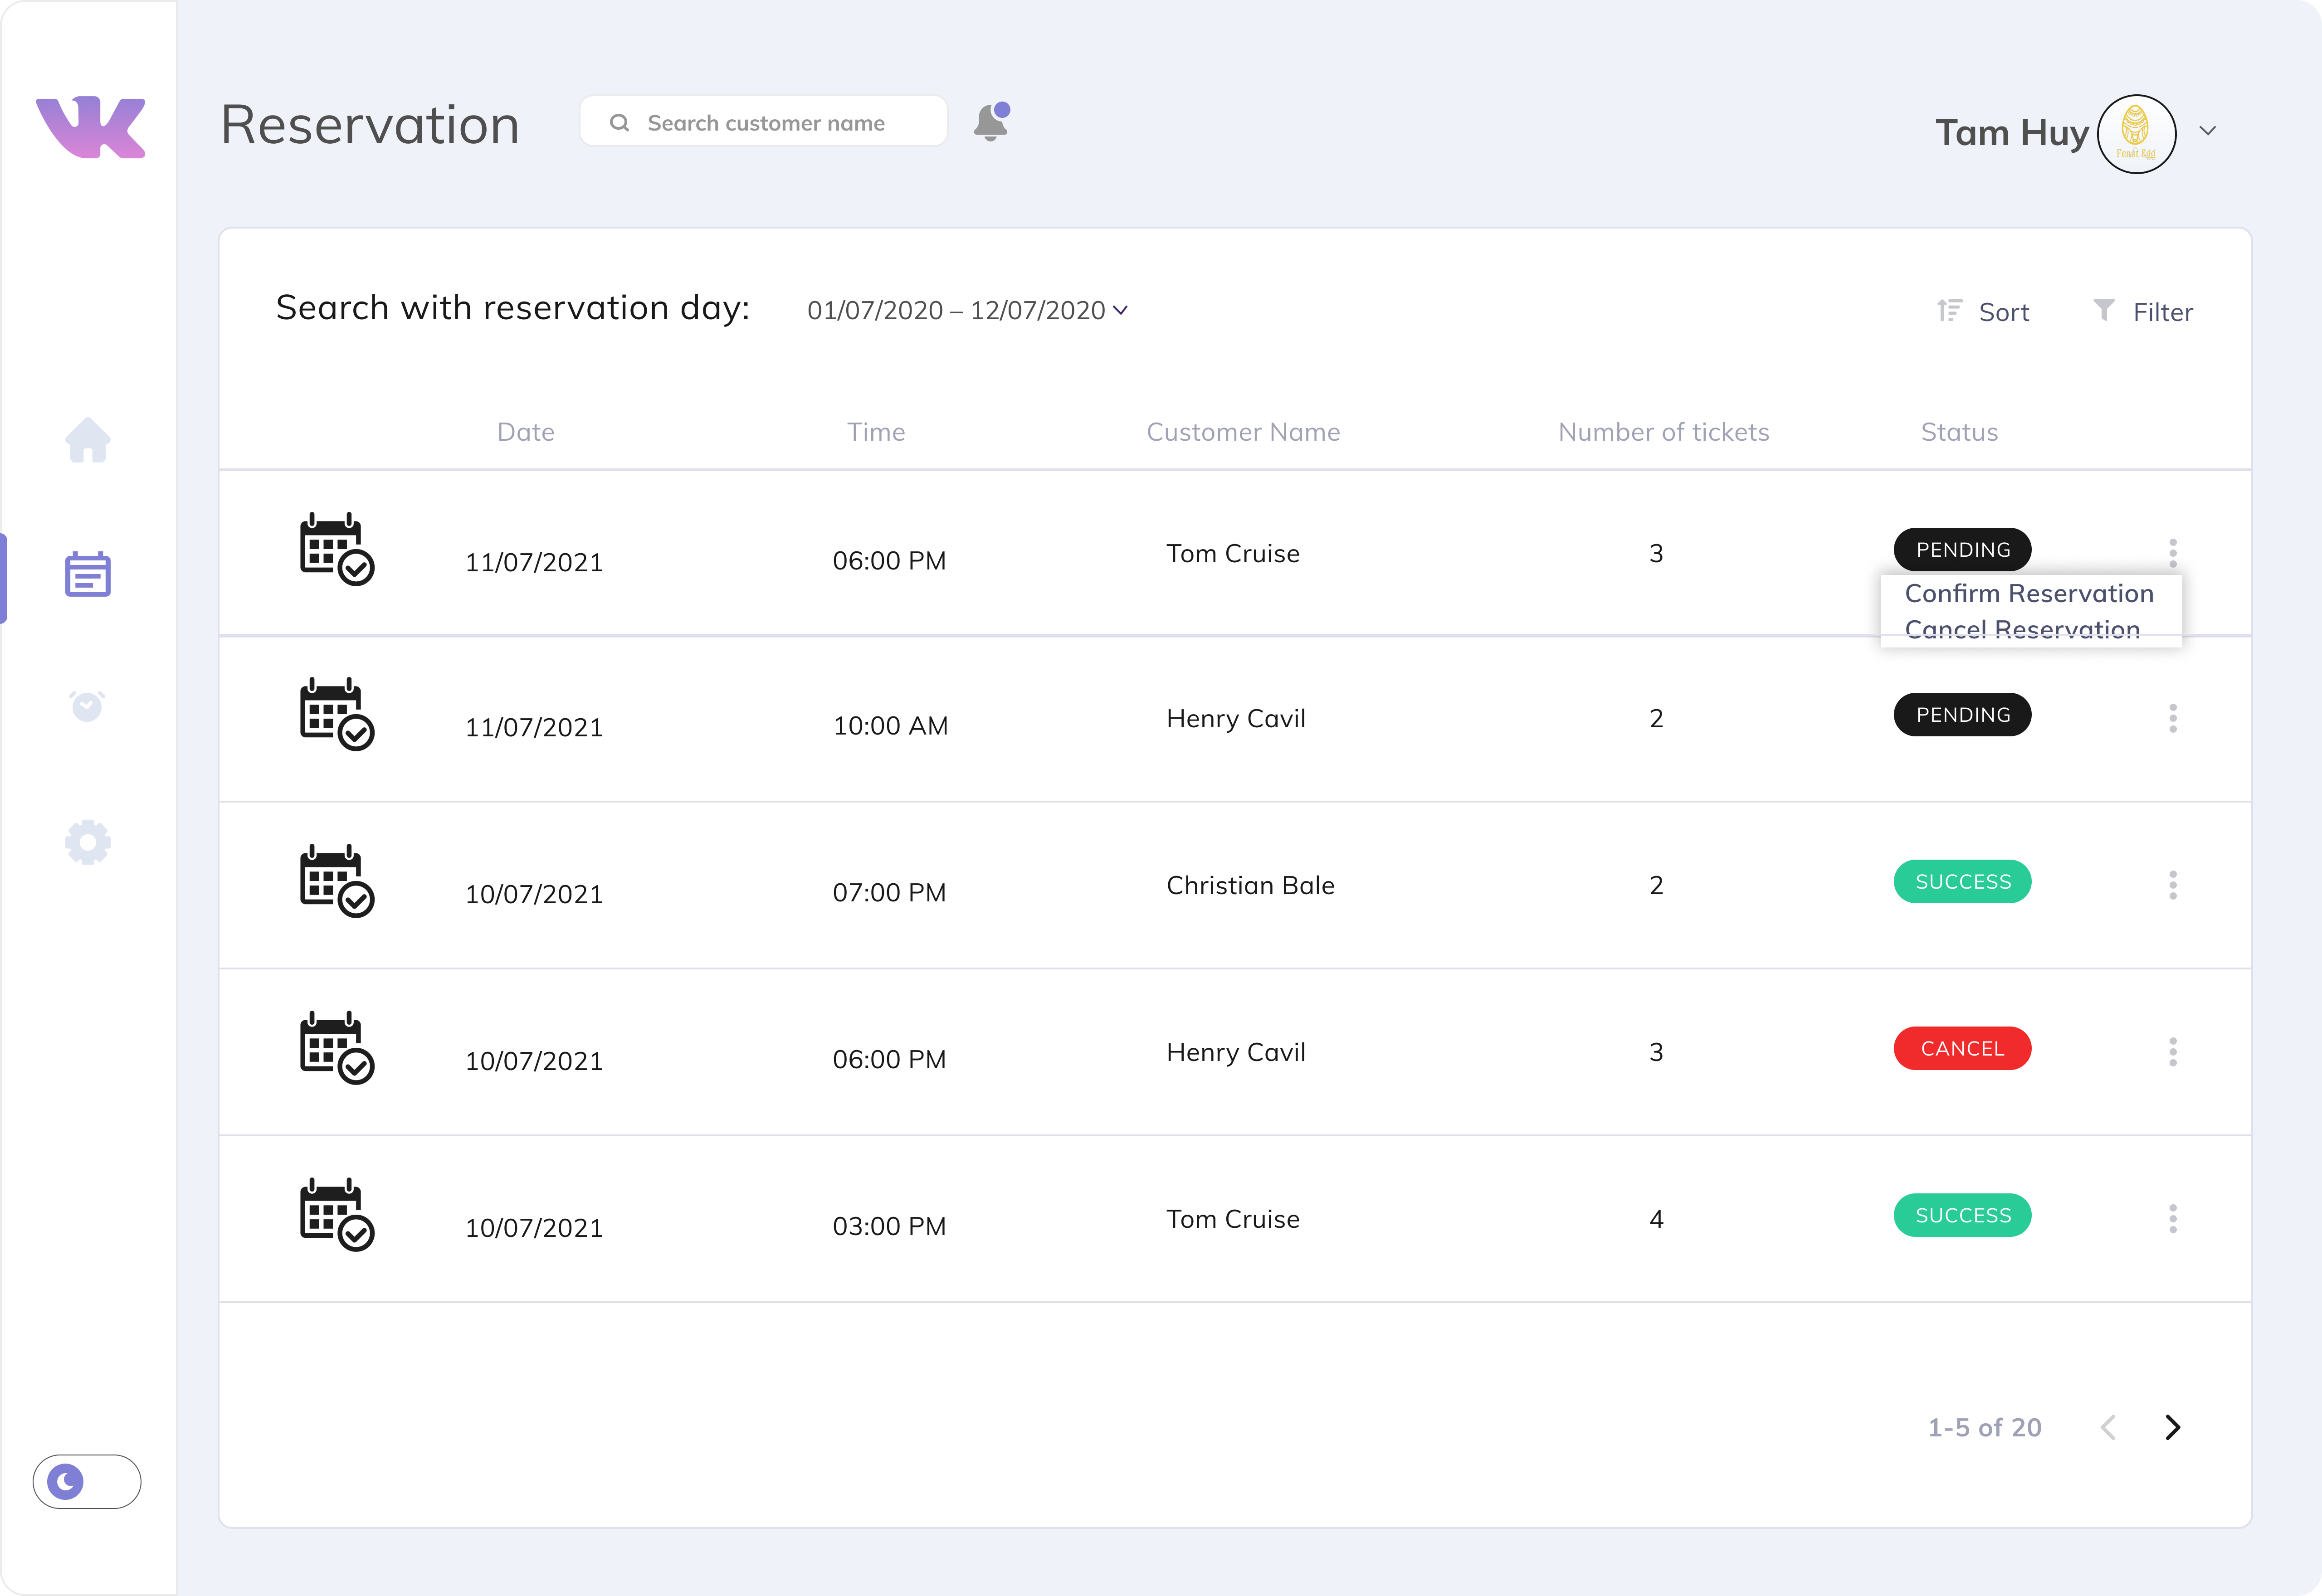 Reservation
Search customer name
Tam Huy
Feast Egg
Search with reservation day:
01/07/2020 – 12/07/2020
Sort
Filter
Date Time Customer Name Number of tickets Status
11/07/2021 06:00 PM Tom Cruise 3 PENDING
Confirm Reservation
Cancel Reservation
11/07/2021 10:00 AM Henry Cavil 2 PENDING
10/07/2021 07:00 PM Christian Bale 2 SUCCESS
10/07/2021 06:00 PM Henry Cavil 3 CANCEL
10/07/2021 03:00 PM Tom Cruise 4 SUCCESS
1-5 of 20